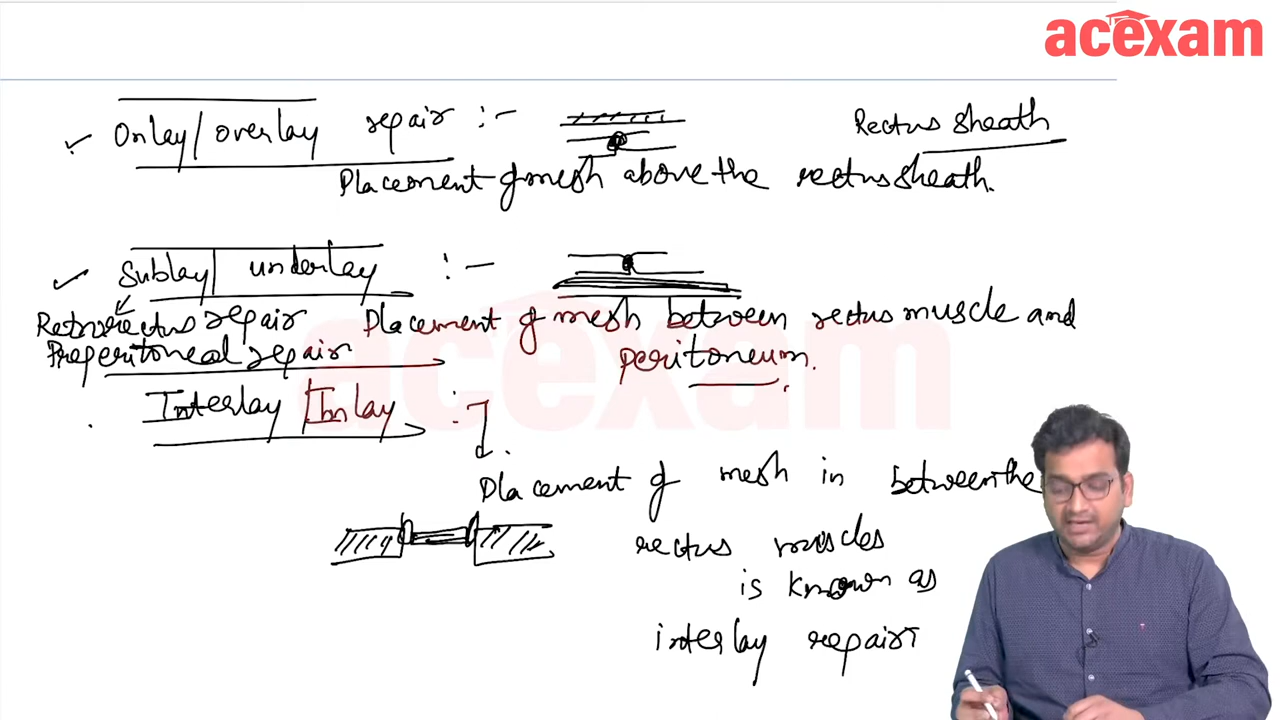 acexam
Onlay/overlay repair :-
Rectus sheath
Placement of mesh above the rectus sheath.
Sublay/underlay :-
Retrorectus repair
Placement of mesh between rectus muscle and
Preperitoneal repair
peritoneum.
Interlay/Inlay :-
Placement of mesh in between the
rectus muscles
is known as
interlay repair
acexam